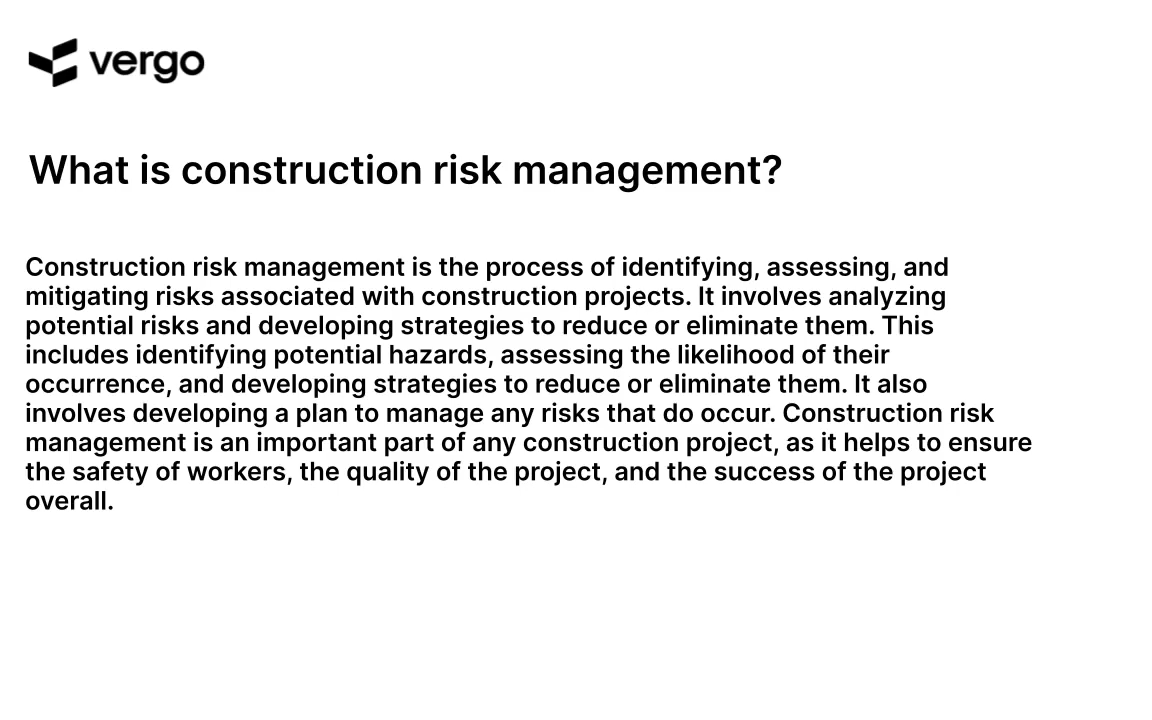 vergo
What is construction risk management?
Construction risk management is the process of identifying, assessing, and
mitigating risks associated with construction projects. It involves analyzing
potential risks and developing strategies to reduce or eliminate them. This
includes identifying potential hazards, assessing the likelihood of their
occurrence, and developing strategies to reduce or eliminate them. It also
involves developing a plan to manage any risks that do occur. Construction risk
management is an important part of any construction project, as it helps to ensure
the safety of workers, the quality of the project, and the success of the project
overall.